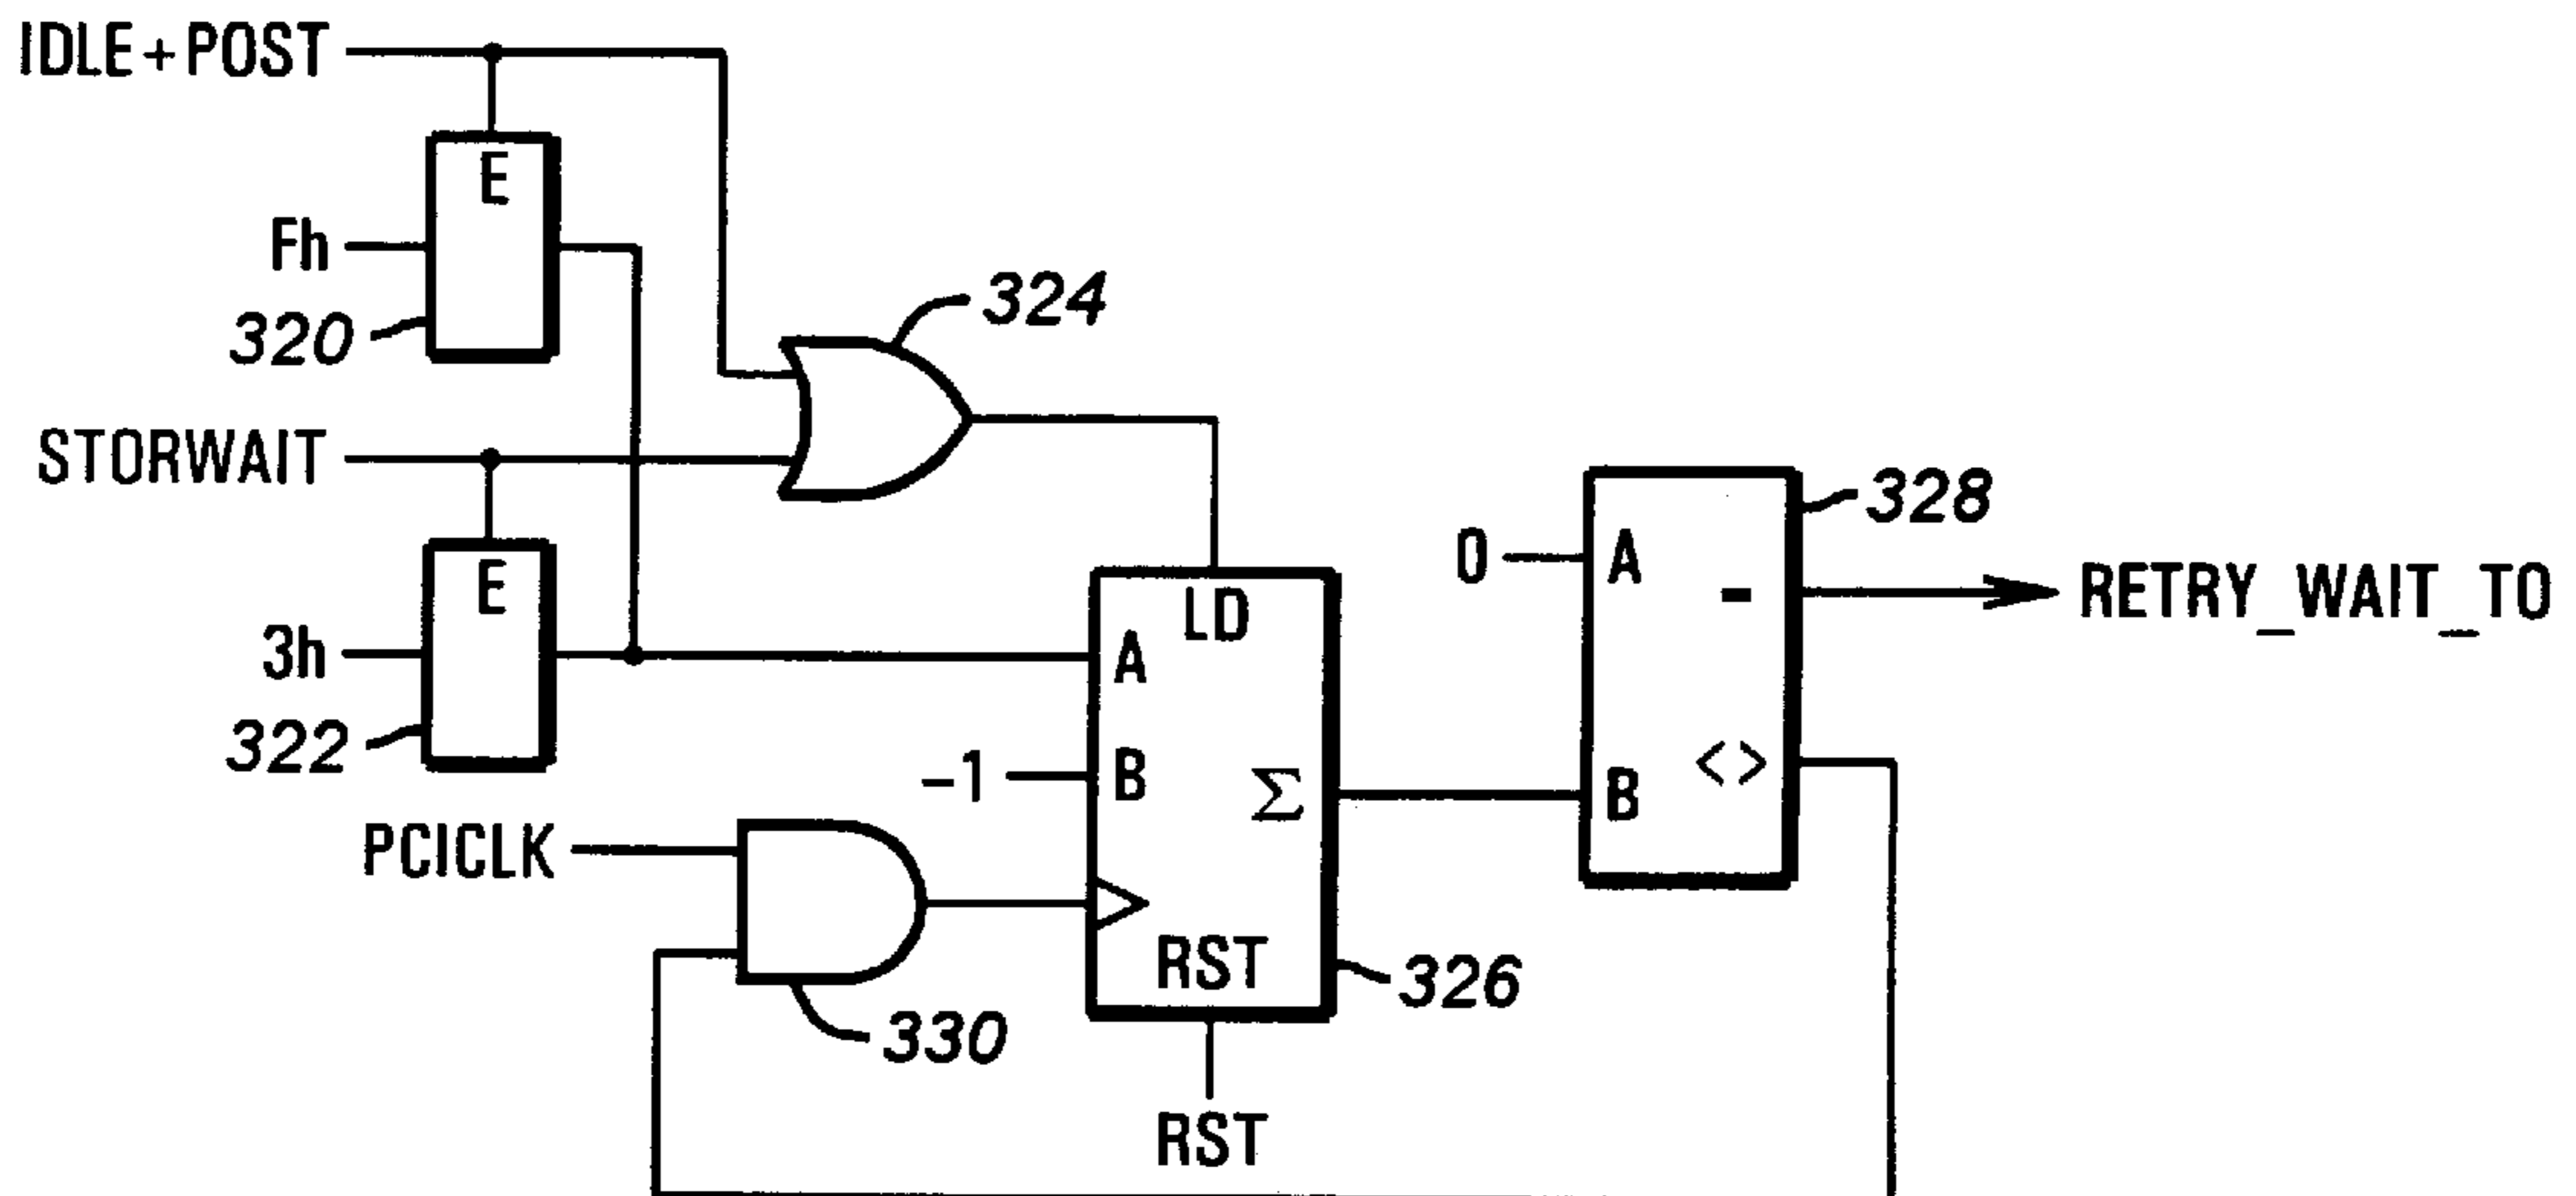 IDLE+POST
E
Fh
320
324
STORWAIT
E
3h
322
LD
A
-1
B
Σ
PCICLK
RST
326
330
RST
0
A
-
328
RETRY_WAIT_TO
B
<>